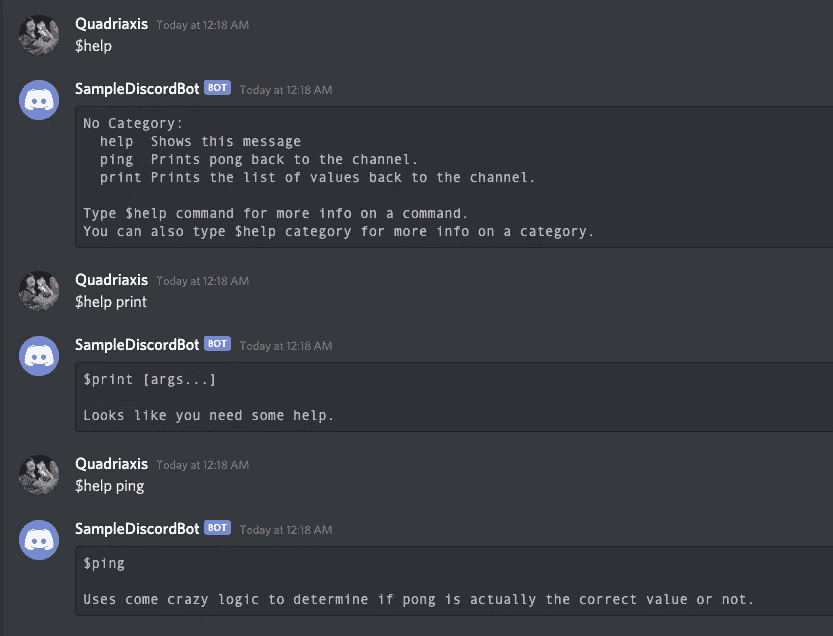 Quadriaxis Today at 12:18 AM
$help
SampleDiscordBot BOT Today at 12:18 AM
No Category:
  help  Shows this message
  ping  Prints pong back to the channel.
  print Prints the list of values back to the channel.
Type $help command for more info on a command.
You can also type $help category for more info on a category.
Quadriaxis Today at 12:18 AM
$help print
SampleDiscordBot BOT Today at 12:18 AM
$print [args...]
Looks like you need some help.
Quadriaxis Today at 12:18 AM
$help ping
SampleDiscordBot BOT Today at 12:18 AM
$ping
Uses come crazy logic to determine if pong is actually the correct value or not.